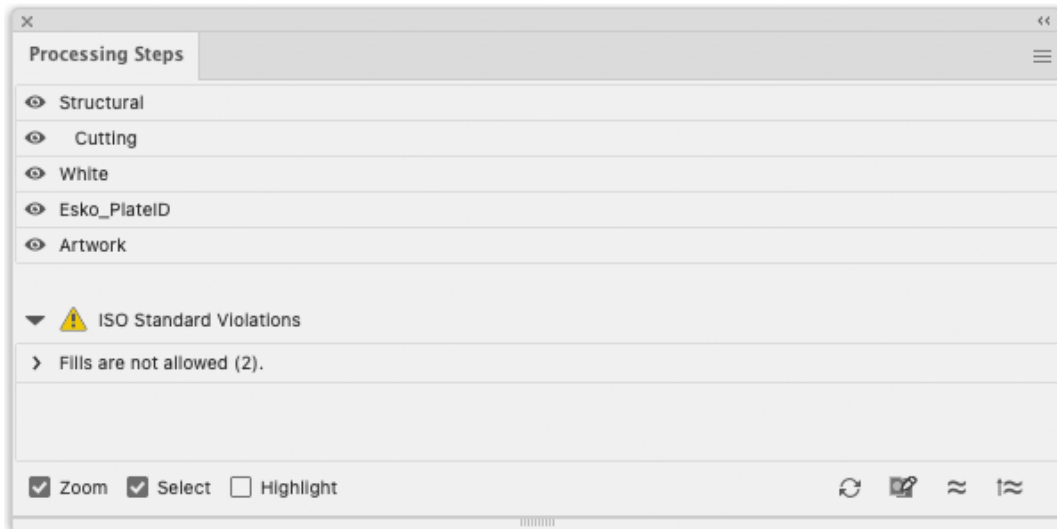 Processing Steps
Structural
Cutting
White
Esko_PlateID
Artwork
ISO Standard Violations
Fills are not allowed (2).
Zoom Select Highlight